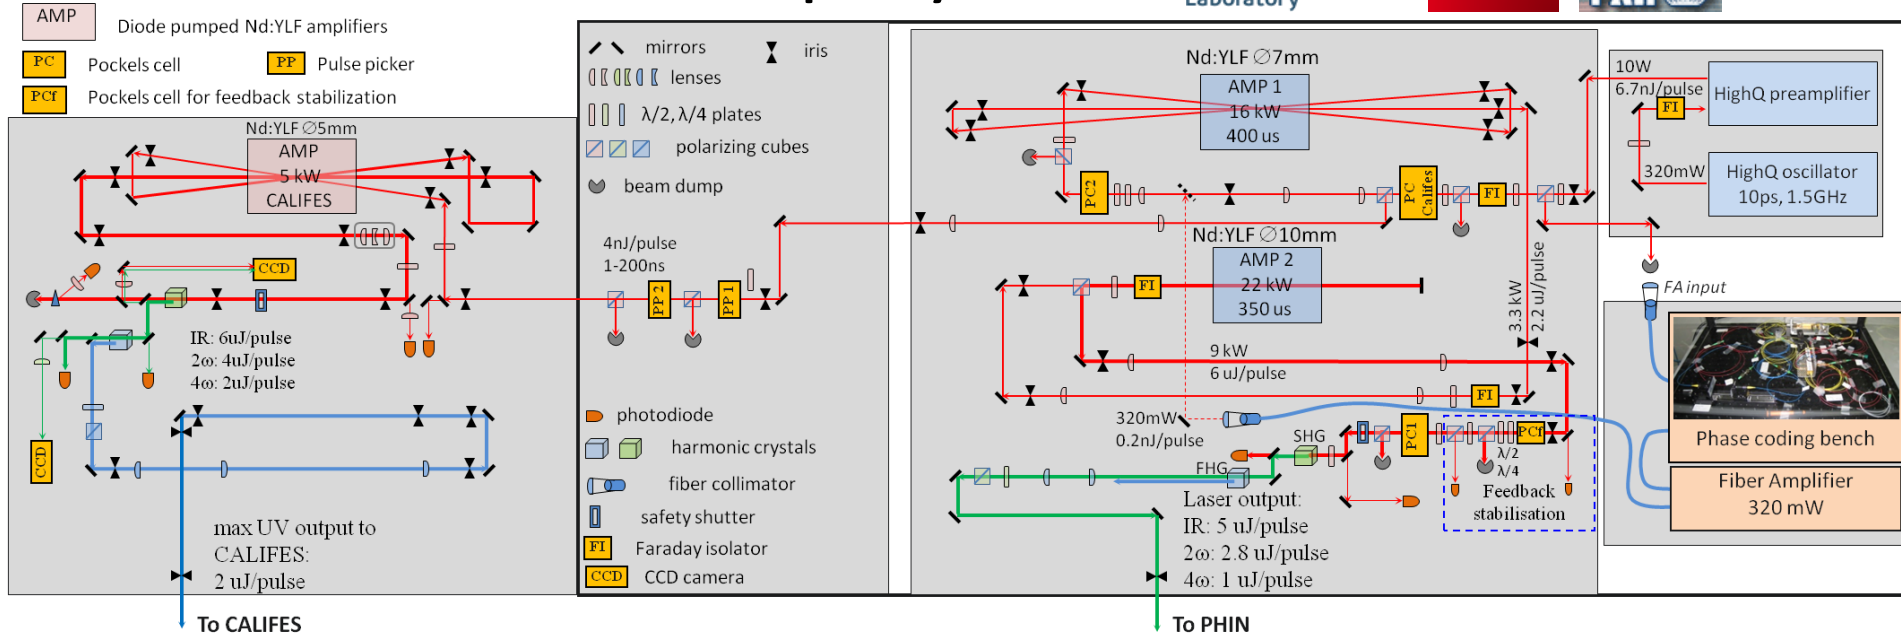 Laboratory
AMP
Diode pumped Nd:YLF amplifiers
PC
Pockels cell
PP
Pulse picker
PCf
Pockels cell for feedback stabilization
Nd:YLF ∅5mm
AMP
5 kW
CALIFES
CCD
IR: 6uJ/pulse
2ω: 4uJ/pulse
4ω: 2uJ/pulse
CCD
max UV output to
CALIFES:
2 uJ/pulse
To CALIFES
mirrors
iris
lenses
λ/2, λ/4 plates
polarizing cubes
beam dump
4nJ/pulse
1-200ns
PP 2
PP 1
photodiode
harmonic crystals
fiber collimator
safety shutter
FI
Faraday isolator
CCD
CCD camera
Nd:YLF ∅7mm
AMP 1
16 kW
400 us
PC2
PC
Califes
FI
Nd:YLF ∅10mm
AMP 2
22 kW
350 us
FI
3.3 kW
2.2 uJ/pulse
9 kW
6 uJ/pulse
FI
320mW
0.2nJ/pulse
SHG
PC1
PCf
λ/2
λ/4
Feedback
stabilisation
FHG
Laser output:
IR: 5 uJ/pulse
2ω: 2.8 uJ/pulse
4ω: 1 uJ/pulse
To PHIN
10W
6.7nJ/pulse
FI
HighQ preamplifier
320mW
HighQ oscillator
10ps, 1.5GHz
FA input
Phase coding bench
Fiber Amplifier
320 mW